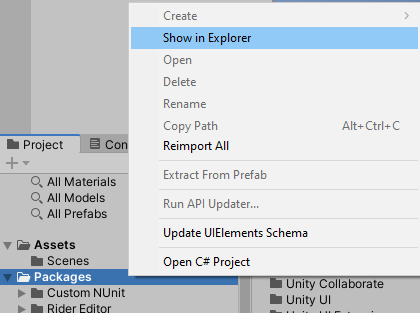 Create
Show in Explorer
Open
Delete
Rename
Copy Path Alt+Ctrl+C
Reimport All
Extract From Prefab
Run API Updater...
Update UIElements Schema
Open C# Project
Project
Con
All Materials
All Models
All Prefabs
Assets
Scenes
Packages
Custom NUnit
Rider Editor
Unity Collaborate
Unity UI